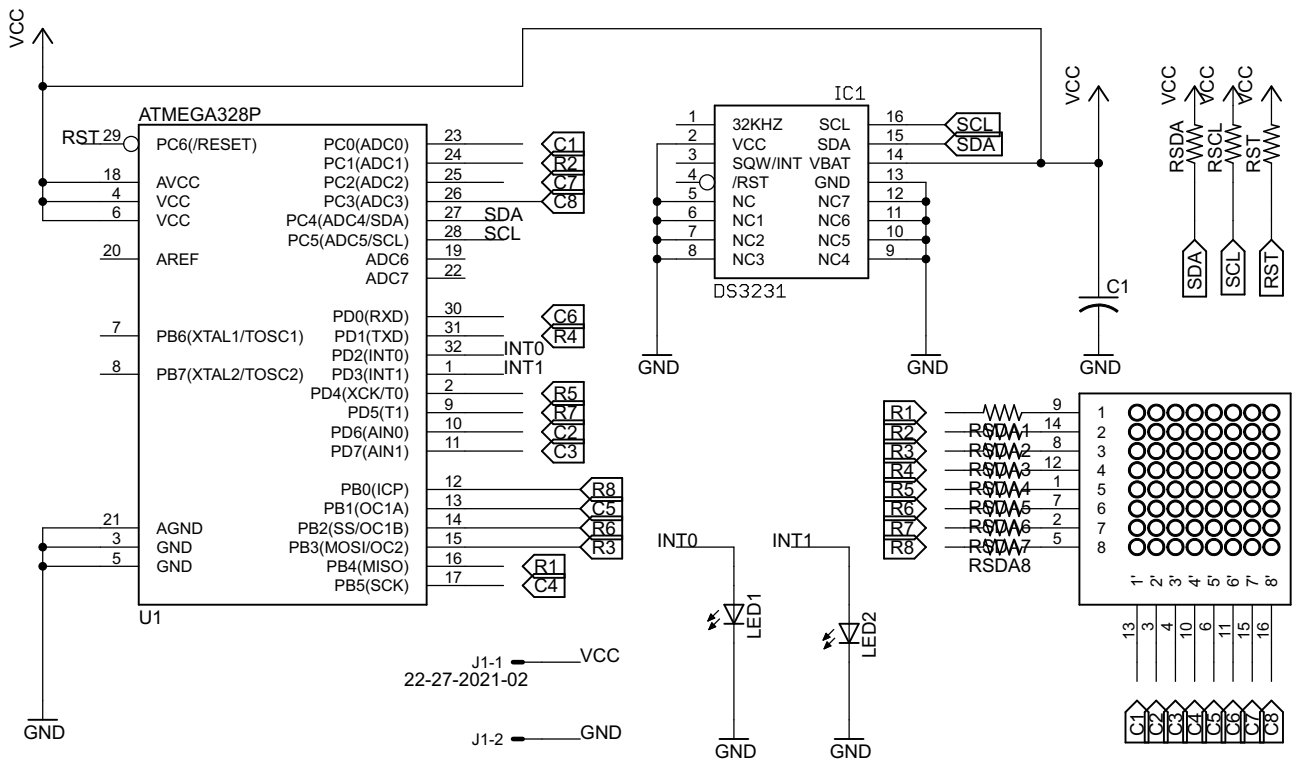 VCC
ATMEGA328P
RST 29 PC6(/RESET)
18 AVCC
4 VCC
6 VCC
20 AREF
7 PB6(XTAL1/TOSC1)
8 PB7(XTAL2/TOSC2)
21 AGND
3 GND
5 GND
U1
GND
PC0(ADC0) 23 C1
PC1(ADC1) 24 R2
PC2(ADC2) 25 C7
PC3(ADC3) 26 C8
PC4(ADC4/SDA) 27 SDA
PC5(ADC5/SCL) 28 SCL
ADC6 19
ADC7 22
PD0(RXD) 30 C6
PD1(TXD) 31 R4
PD2(INT0) 32 INT0
PD3(INT1) 1 INT1
PD4(XCK/T0) 2 R5
PD5(T1) 9 R7
PD6(AIN0) 10 C2
PD7(AIN1) 11 C3
PB0(ICP) 12 R8
PB1(OC1A) 13 C5
PB2(SS/OC1B) 14 R6
PB3(MOSI/OC2) 15 R3
PB4(MISO) 16 R1
PB5(SCK) 17 C4
J1-1 VCC
22-27-2021-02
J1-2 GND
IC1
1 32KHZ SCL 16 SCL
2 VCC SDA 15 SDA
3 SQW/INT VBAT 14
4 /RST GND 13
5 NC NC7 12
6 NC1 NC6 11
7 NC2 NC5 10
8 NC3 NC4 9
DS3231
GND
GND
VCC
C1
GND
VCC
VCC
VCC
RSDA
RSCL
RST
SDA
SCL
RST
INT0
LED1
GND
INT1
LED2
GND
R1 9 1
R2 RSDA1 14 2
R3 RSDA2 8 3
R4 RSDA3 12 4
R5 RSDA4 1 5
R6 RSDA5 7 6
R7 RSDA6 2 7
R8 RSDA7 5 8
RSDA8
1' 2' 3' 4' 5' 6' 7' 8'
13 3 4 10 6 11 15 16
C1 C2 C3 C4 C5 C6 C7 C8